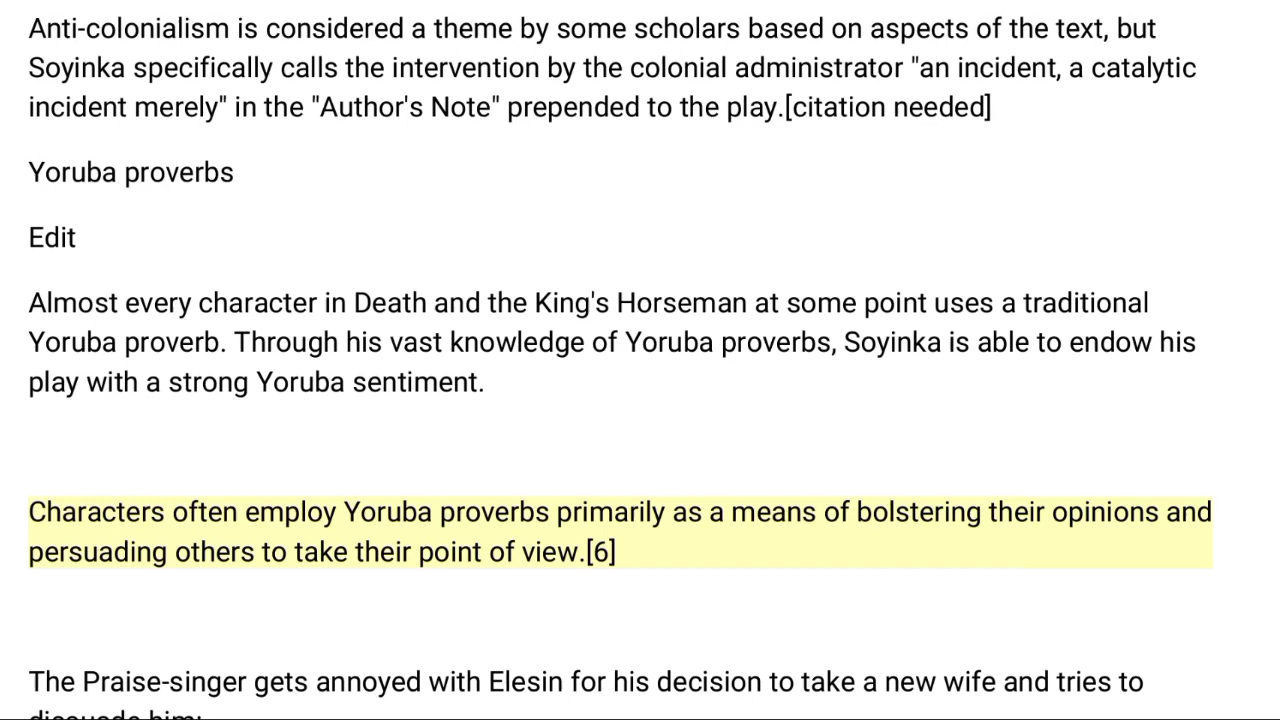 Anti-colonialism is considered a theme by some scholars based on aspects of the text, but
Soyinka specifically calls the intervention by the colonial administrator "an incident, a catalytic
incident merely" in the "Author's Note" prepended to the play.[citation needed]
Yoruba proverbs
Edit
Almost every character in Death and the King's Horseman at some point uses a traditional
Yoruba proverb. Through his vast knowledge of Yoruba proverbs, Soyinka is able to endow his
play with a strong Yoruba sentiment.
Characters often employ Yoruba proverbs primarily as a means of bolstering their opinions and
persuading others to take their point of view.[6]
The Praise-singer gets annoyed with Elesin for his decision to take a new wife and tries to
dissuade him: